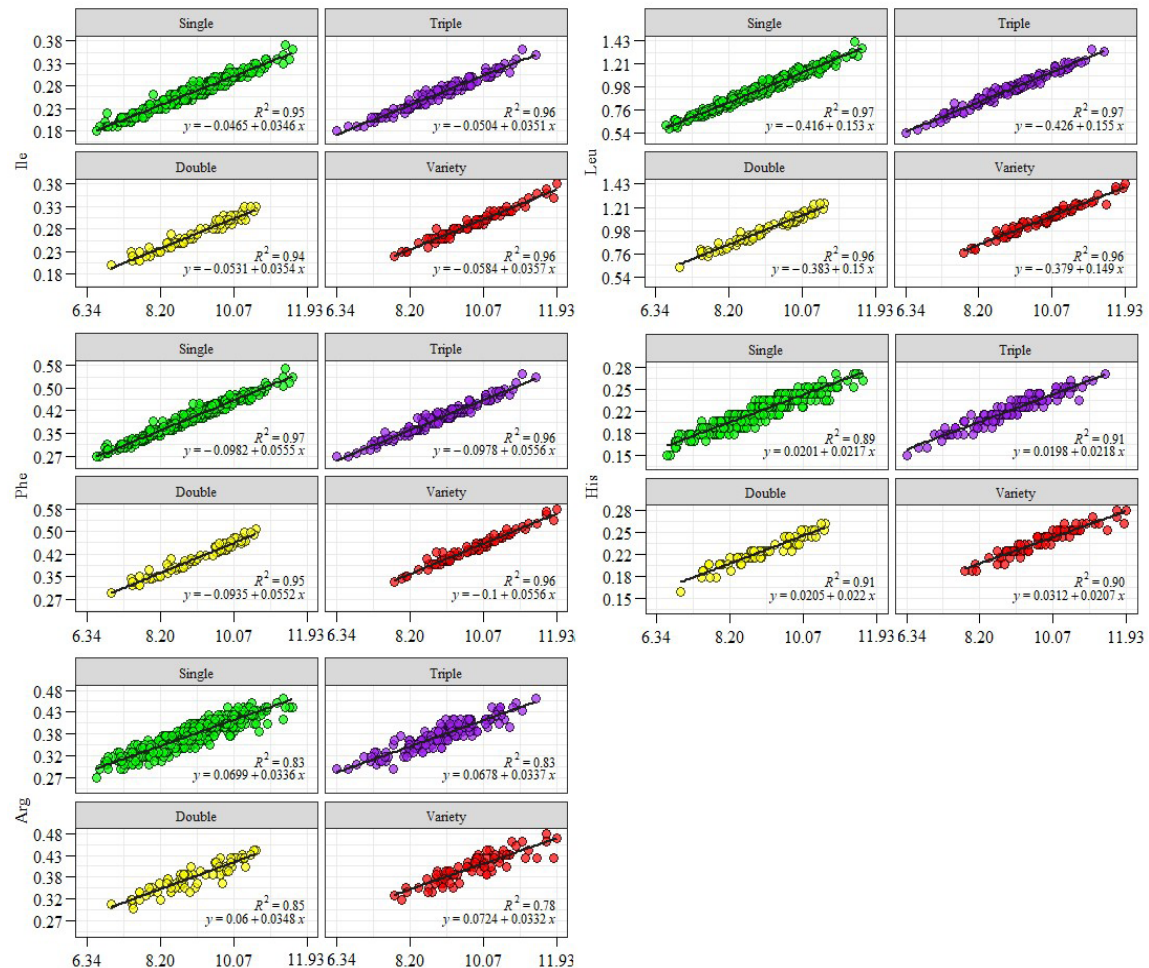 Single Triple
0.38
0.33
0.28
0.23
0.18
R² = 0.95
y = −0.0465 + 0.0346 x
R² = 0.96
y = −0.0504 + 0.0351 x
Ile
Double Variety
0.38
0.33
0.28
0.23
0.18
R² = 0.94
y = −0.0531 + 0.0354 x
R² = 0.96
y = −0.0584 + 0.0357 x
6.34 8.20 10.07 11.93 6.34 8.20 10.07 11.93
Single Triple
1.43
1.21
0.98
0.76
0.54
R² = 0.97
y = −0.416 + 0.153 x
R² = 0.97
y = −0.426 + 0.155 x
Leu
Double Variety
1.43
1.21
0.98
0.76
0.54
R² = 0.96
y = −0.383 + 0.15 x
R² = 0.96
y = −0.379 + 0.149 x
6.34 8.20 10.07 11.93 6.34 8.20 10.07 11.93
Single Triple
0.58
0.50
0.42
0.35
0.27
R² = 0.97
y = −0.0982 + 0.0555 x
R² = 0.96
y = −0.0978 + 0.0556 x
Phe
Double Variety
0.58
0.50
0.42
0.35
0.27
R² = 0.95
y = −0.0935 + 0.0552 x
R² = 0.96
y = −0.1 + 0.0556 x
6.34 8.20 10.07 11.93 6.34 8.20 10.07 11.93
Single Triple
0.28
0.25
0.22
0.18
0.15
R² = 0.89
y = 0.0201 + 0.0217 x
R² = 0.91
y = 0.0198 + 0.0218 x
His
Double Variety
0.28
0.25
0.22
0.18
0.15
R² = 0.91
y = 0.0205 + 0.022 x
R² = 0.90
y = 0.0312 + 0.0207 x
6.34 8.20 10.07 11.93 6.34 8.20 10.07 11.93
Single Triple
0.48
0.43
0.38
0.32
0.27
R² = 0.83
y = 0.0699 + 0.0336 x
R² = 0.83
y = 0.0678 + 0.0337 x
Arg
Double Variety
0.48
0.43
0.38
0.32
0.27
R² = 0.85
y = 0.06 + 0.0348 x
R² = 0.78
y = 0.0724 + 0.0332 x
6.34 8.20 10.07 11.93 6.34 8.20 10.07 11.93